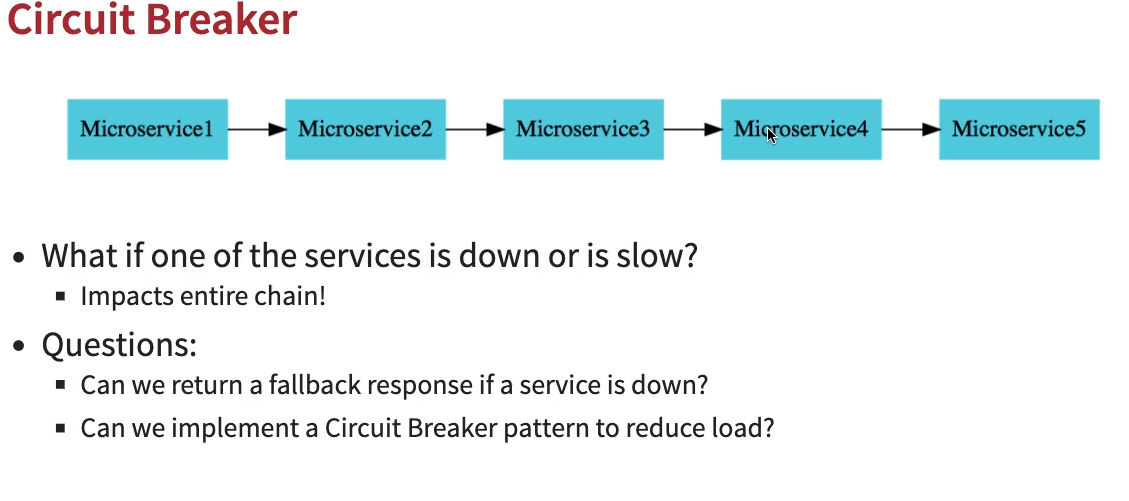 Circuit Breaker
Microservice1 Microservice2 Microservice3 Microservice4 Microservice5
• What if one of the services is down or is slow?
▪ Impacts entire chain!
• Questions:
▪ Can we return a fallback response if a service is down?
▪ Can we implement a Circuit Breaker pattern to reduce load?